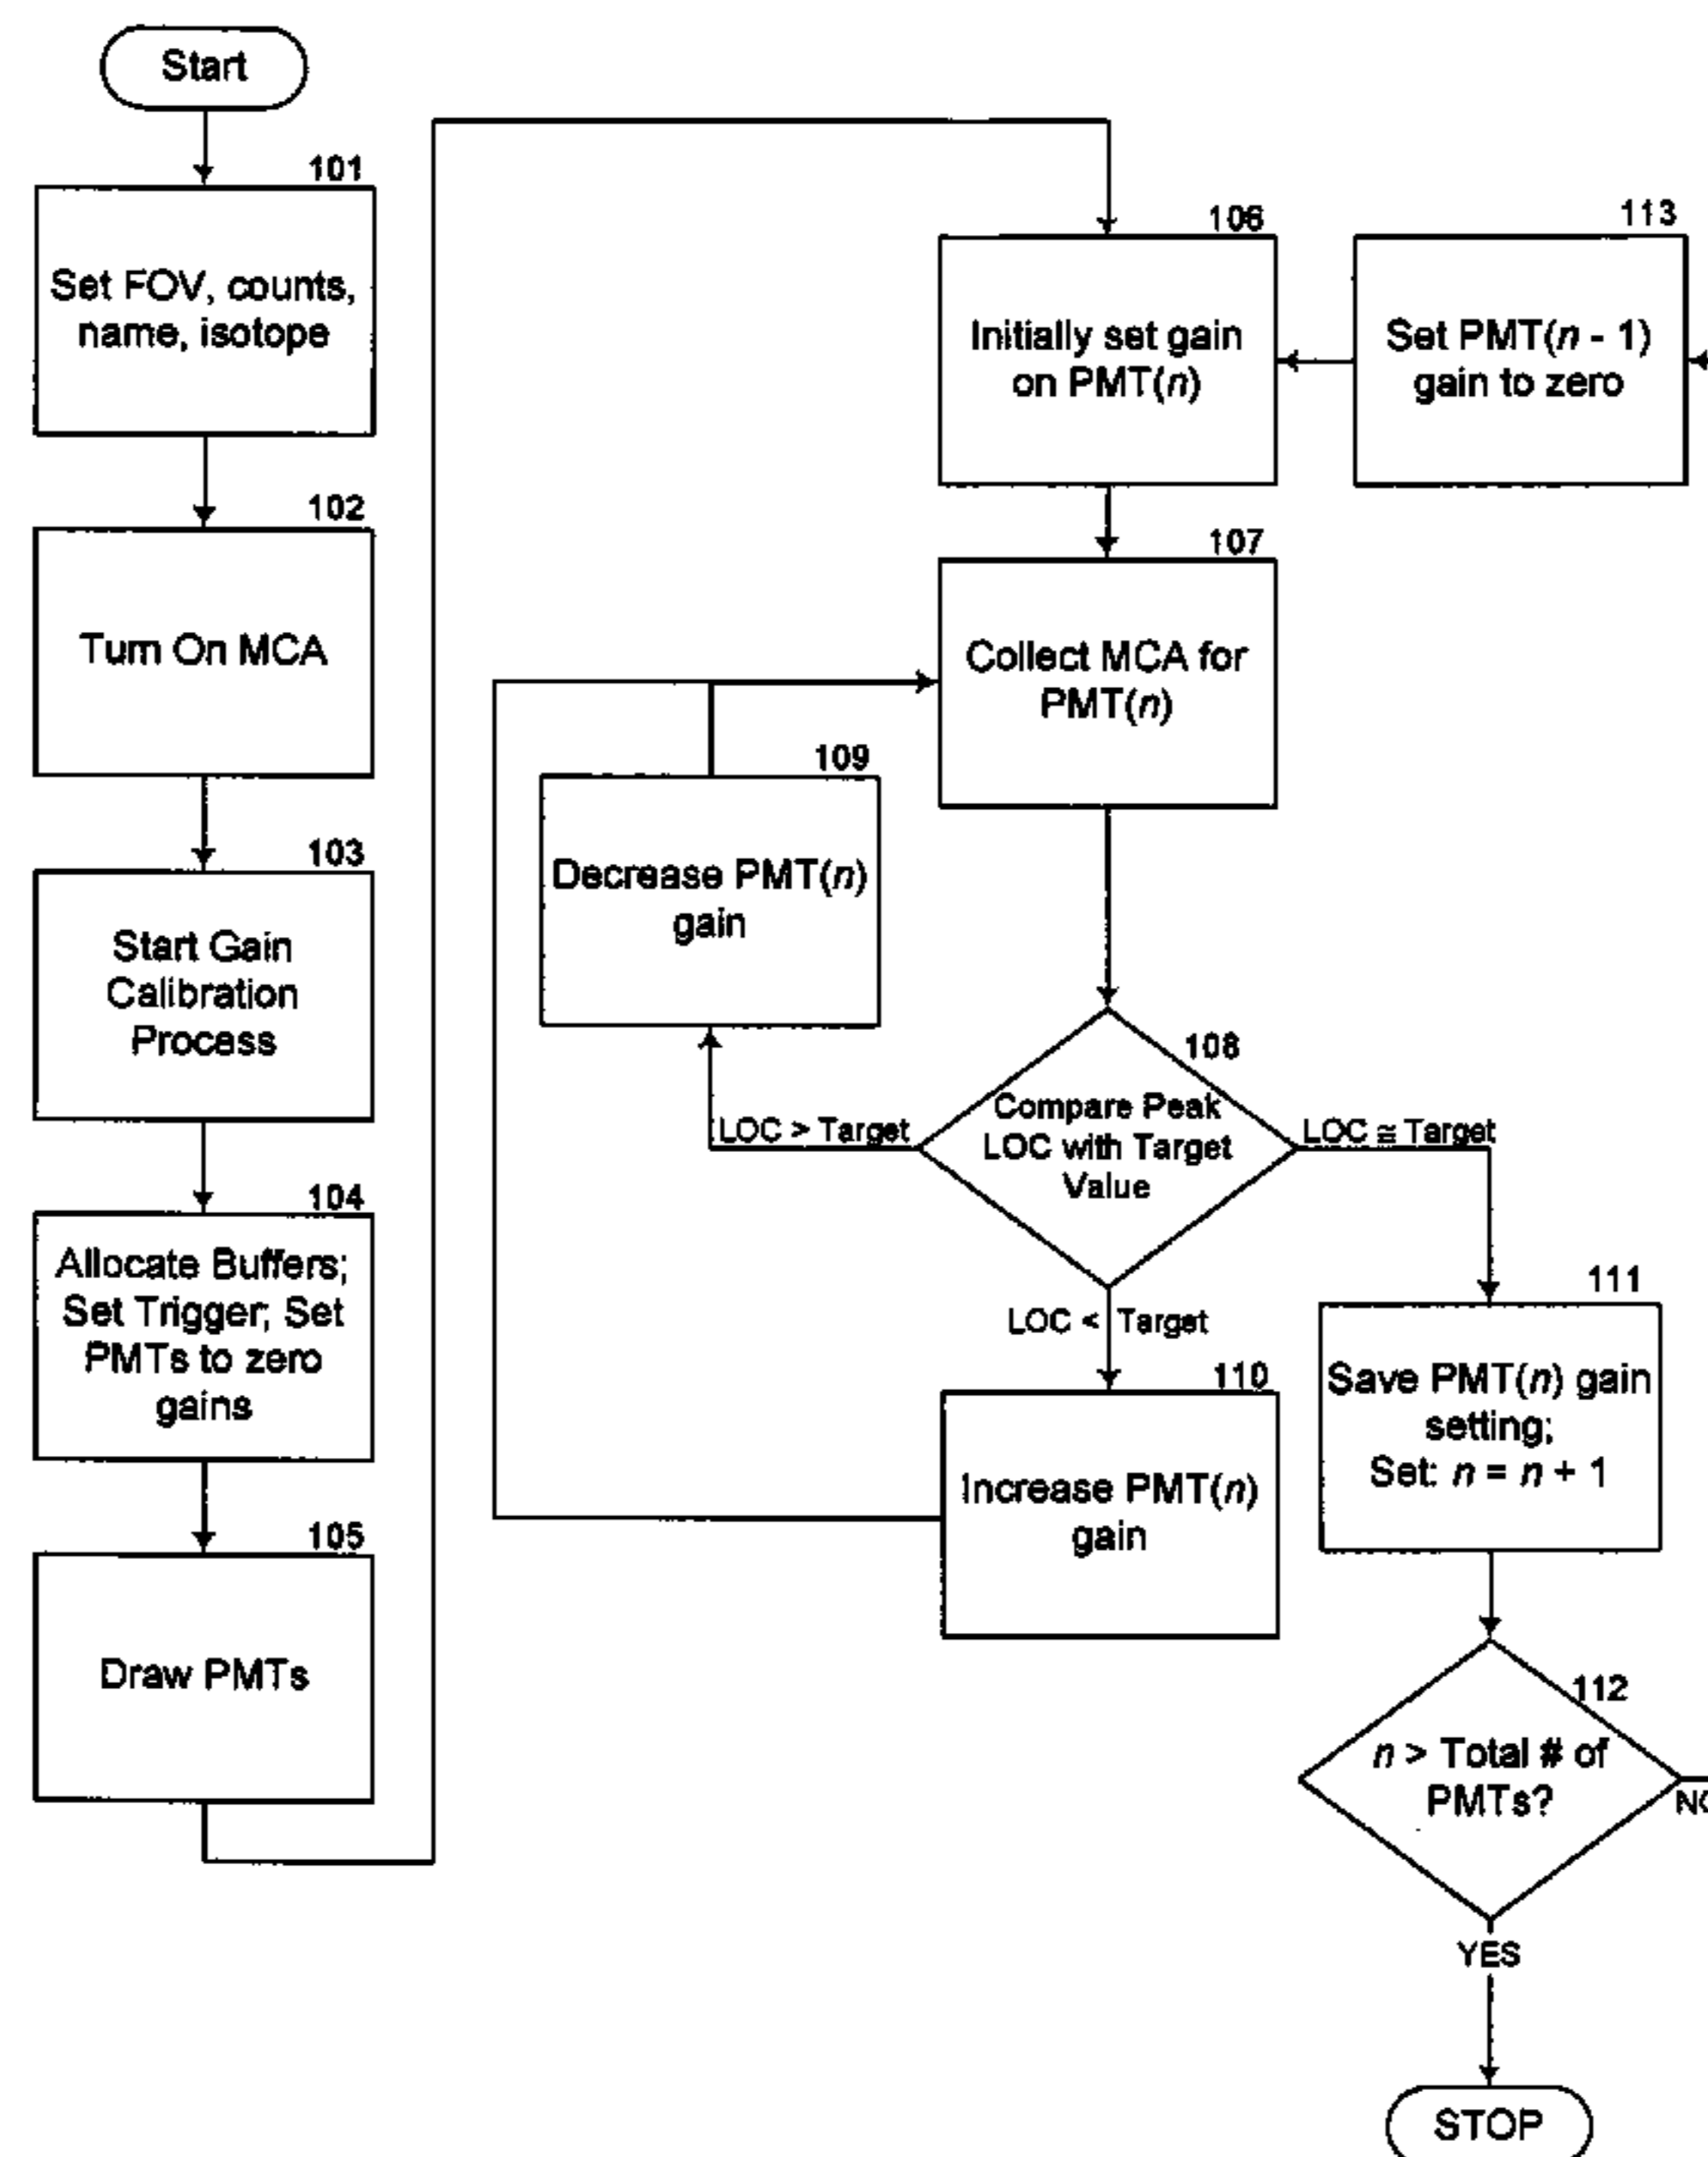 Start
101
Set FOV, counts,
name, isotope
102
Turn On MCA
103
Start Gain
Calibration
Process
104
Allocate Buffers;
Set Trigger; Set
PMTs to zero
gains
105
Draw PMTs
106
Initially set gain
on PMT(n)
113
Set PMT(n - 1)
gain to zero
107
Collect MCA for
PMT(n)
109
Decrease PMT(n)
gain
108
Compare Peak
LOC with Target
Value
LOC > Target
LOC ≅ Target
LOC < Target
110
Increase PMT(n)
gain
111
Save PMT(n) gain
setting;
Set: n = n + 1
112
n > Total # of
PMTs?
YES
STOP